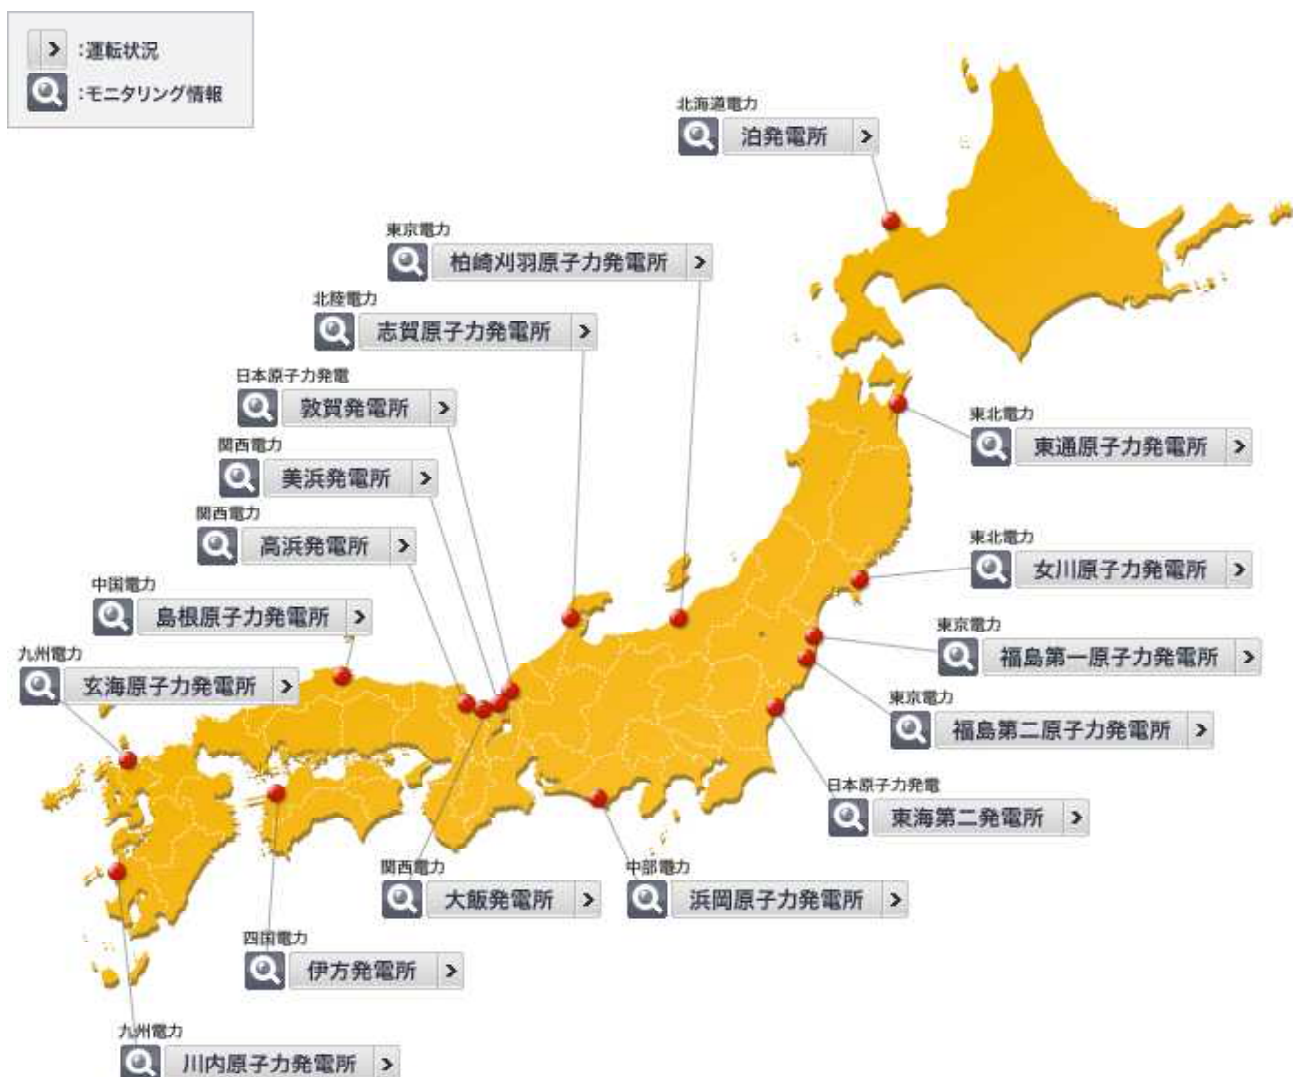 :運転状況
:モニタリング情報
北海道電力
泊発電所
東京電力
柏崎刈羽原子力発電所
北陸電力
志賀原子力発電所
日本原子力発電
敦賀発電所
関西電力
美浜発電所
関西電力
高浜発電所
中国電力
島根原子力発電所
九州電力
玄海原子力発電所
東北電力
東通原子力発電所
東北電力
女川原子力発電所
東京電力
福島第一原子力発電所
東京電力
福島第二原子力発電所
日本原子力発電
東海第二発電所
関西電力
大飯発電所
中部電力
浜岡原子力発電所
四国電力
伊方発電所
九州電力
川内原子力発電所